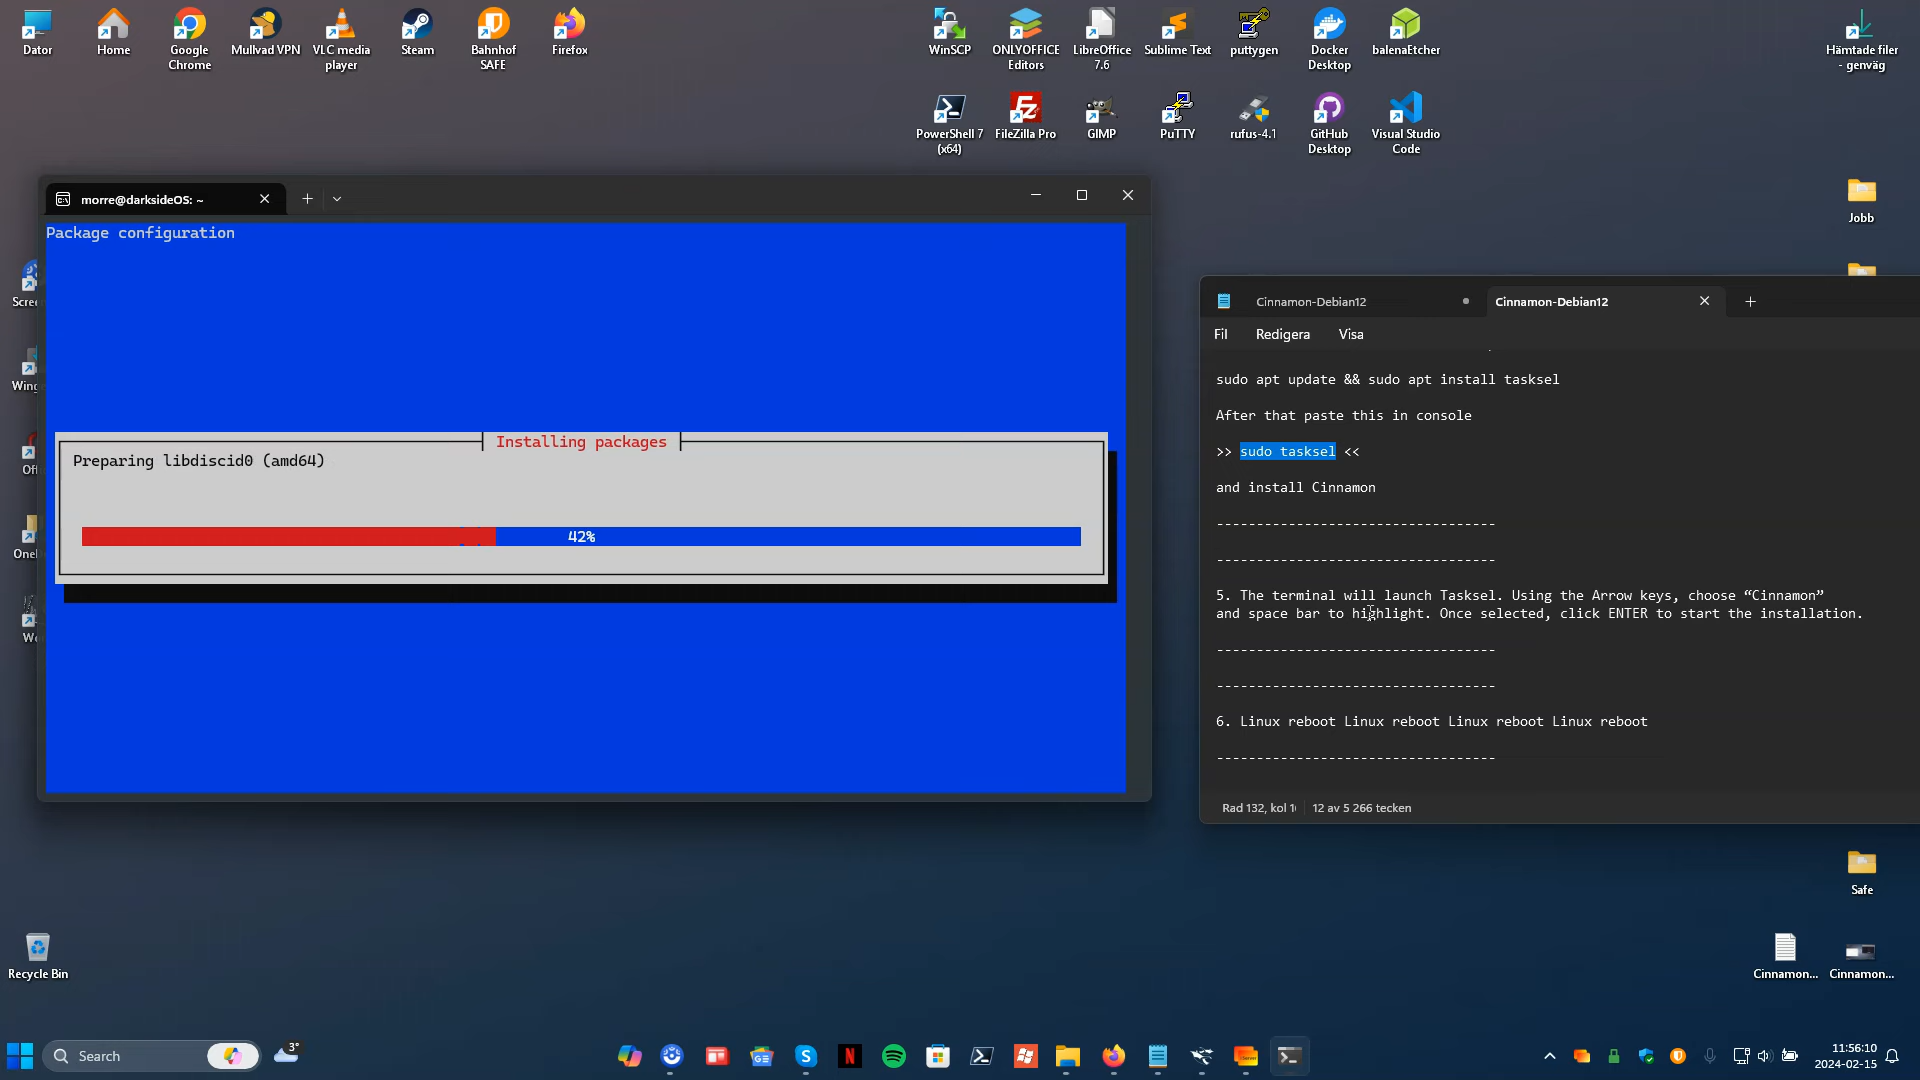 Dator
Home
Google
Chrome
Mullvad VPN
VLC media
player
Steam
Bahnhof
SAFE
Firefox
WinSCP
ONLYOFFICE
Editors
LibreOffice
7.6
Sublime Text
puttygen
Docker
Desktop
balenaEtcher
Hämtade filer
- genväg
PowerShell 7
(x64)
FileZilla Pro
GIMP
PuTTY
rufus-4.1
GitHub
Desktop
Visual Studio
Code
Jobb
morre@darksideOS: ~
Package configuration
Installing packages
Preparing libdiscid0 (amd64)
42%
Cinnamon-Debian12
Cinnamon-Debian12
Fil Redigera Visa
sudo apt update && sudo apt install tasksel
After that paste this in console
>> sudo tasksel <<
and install Cinnamon
-----------------------------------
-----------------------------------
5. The terminal will launch Tasksel. Using the Arrow keys, choose “Cinnamon”
and space bar to highlight. Once selected, click ENTER to start the installation.
-----------------------------------
-----------------------------------
6. Linux reboot Linux reboot Linux reboot Linux reboot
-----------------------------------
Rad 132, kol 1
12 av 5 266 tecken
Safe
Cinnamon...
Cinnamon...
Recycle Bin
Search
3°
11:56:10
2024-02-15